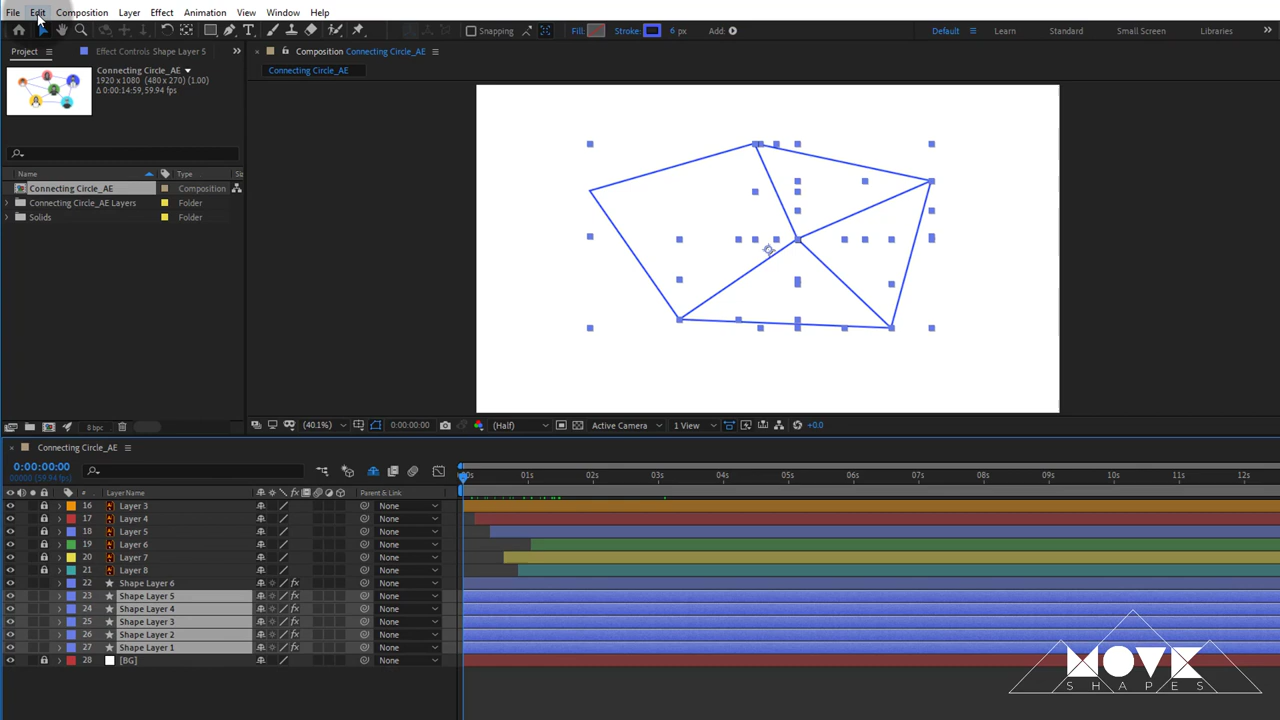 File Edit Composition Layer Effect Animation View Window Help
Snapping Fill: Stroke: 6 px Add: Default Learn Standard Small Screen Libraries
Project Effect Controls Shape Layer 5 Composition Connecting Circle_AE
Connecting Circle_AE
Connecting Circle_AE
1920 x 1080 (480 x 270) (1.00)
Δ 0:00:14:59, 59.94 fps)
Name Type Si
Connecting Circle_AE Composition
Connecting Circle_AE Layers Folder
Solids Folder
8 bpc (40.1%) 0:00:00:00 (Half) Active Camera 1 View +0.0
Connecting Circle_AE
0:00:00:00
00000 (59.94 fps)
:00s 01s 02s 03s 04s 05s 06s 07s 08s 09s 10s 11s 12s
# Layer Name Parent & Link
16 Layer 3 None
17 Layer 4 None
18 Layer 5 None
19 Layer 6 None
20 Layer 7 None
21 Layer 8 None
22 Shape Layer 6 None
23 Shape Layer 5 None
24 Shape Layer 4 None
25 Shape Layer 3 None
26 Shape Layer 2 None
27 Shape Layer 1 None
28 [BG] None
MOVK
SHAPES